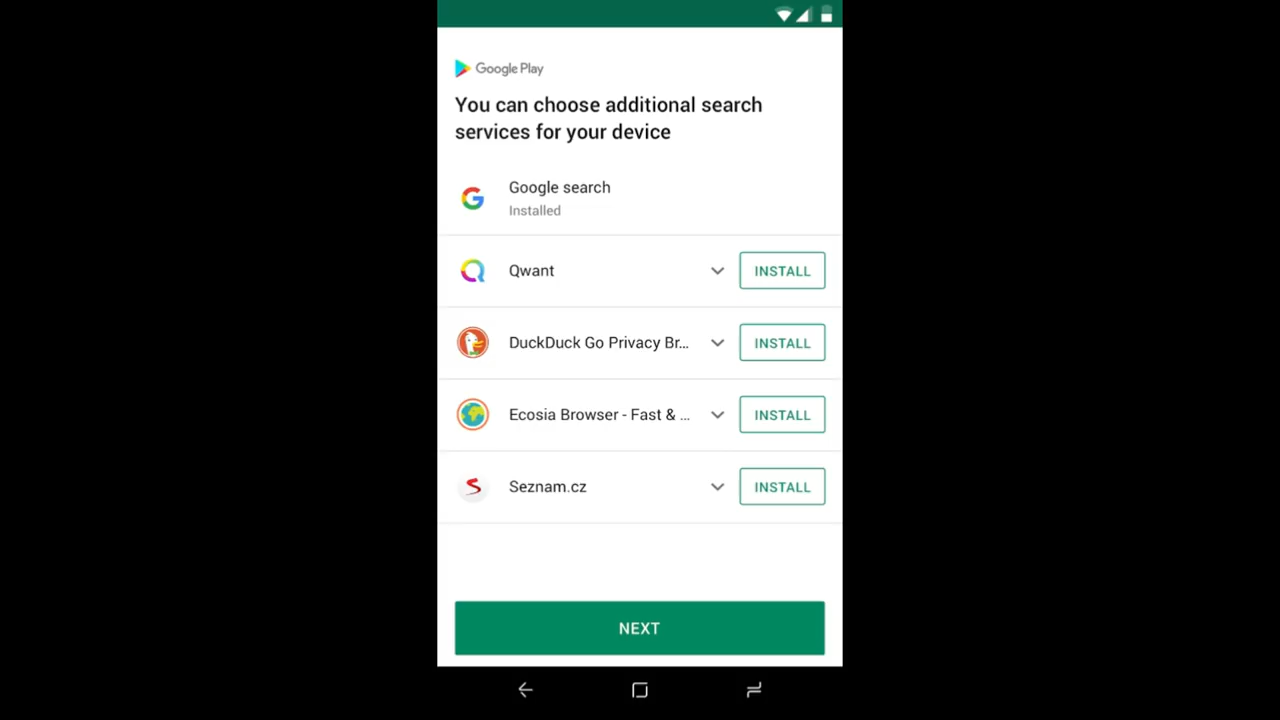 Google Play
You can choose additional search
services for your device
Google search
Installed
Qwant
INSTALL
DuckDuck Go Privacy Br...
INSTALL
Ecosia Browser - Fast & ...
INSTALL
Seznam.cz
INSTALL
NEXT